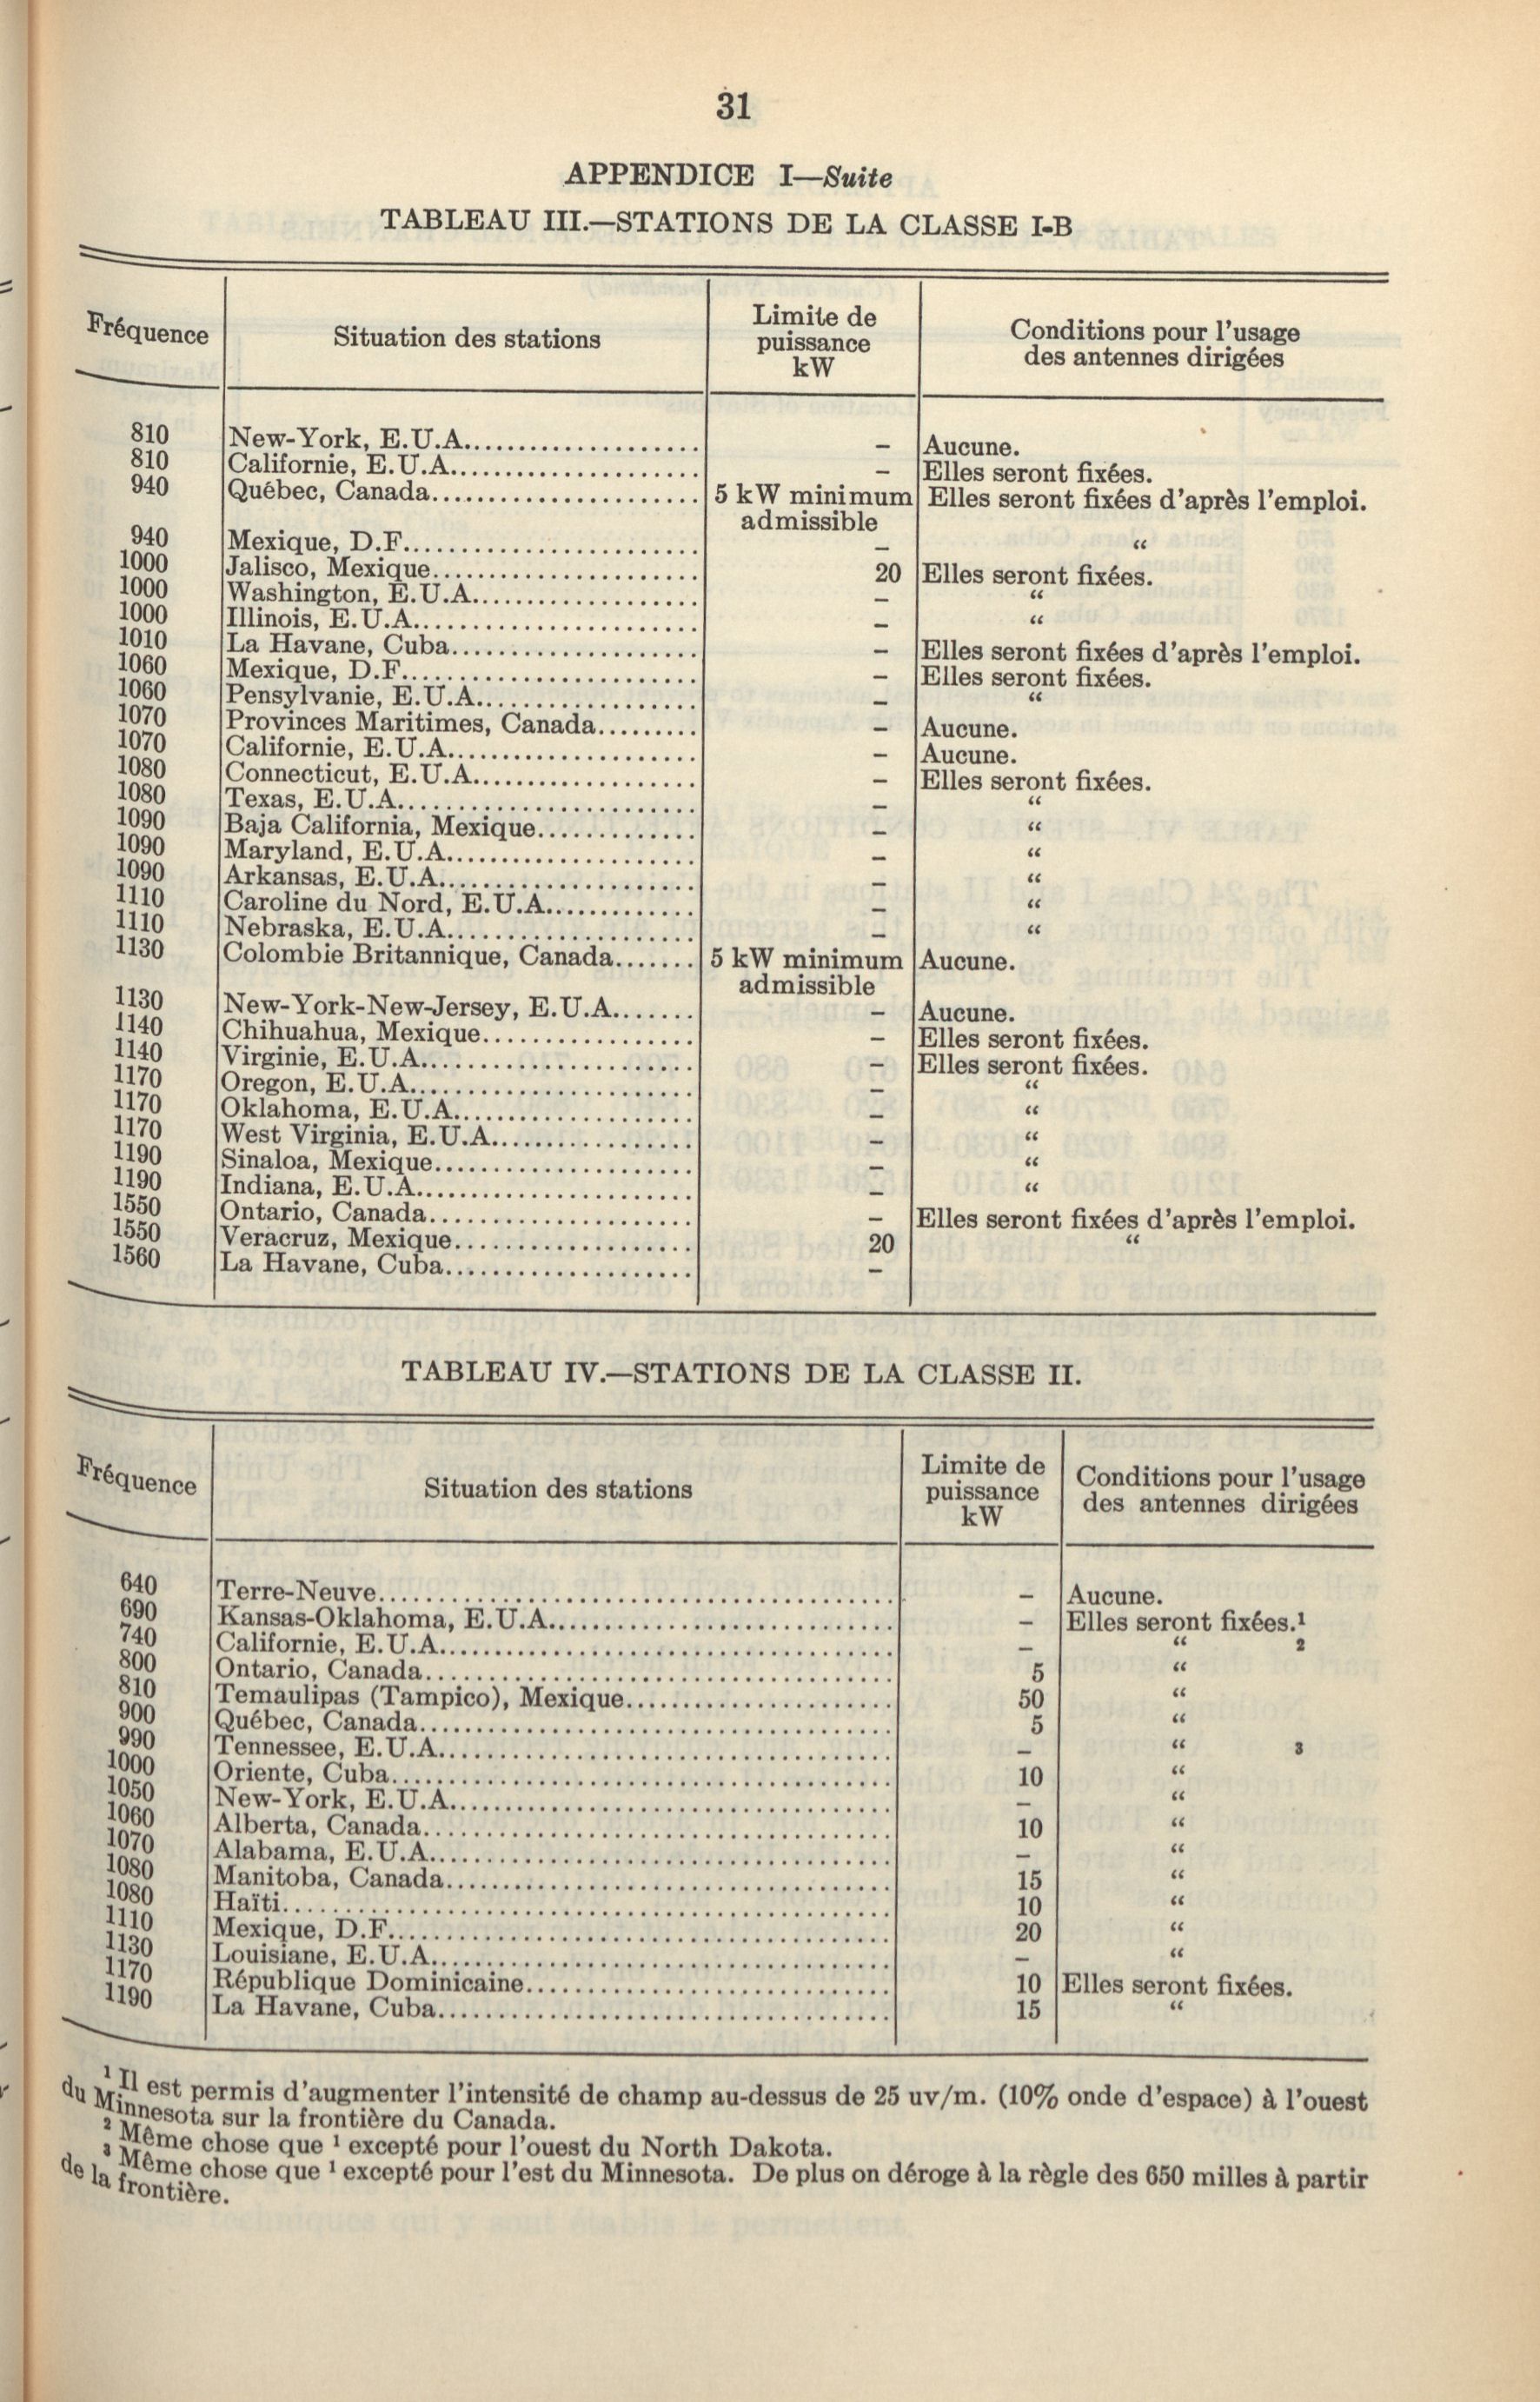 31
APPENDICE I—Suite
TABLEAU III.—STATIONS DE LA CLASSE I-B
Fréquence | Situation des stations | Limite de puissance kW | Conditions pour l'usage des antennes dirigées
810 New-York, E.U.A. – Aucune.
810 Californie, E.U.A. – Elles seront fixées.
940 Québec, Canada 5 kW minimum admissible Elles seront fixées d'après l'emploi.
940 Mexique, D.F. – “
1000 Jalisco, Mexique 20 Elles seront fixées.
1000 Washington, E.U.A. – “
1000 Illinois, E.U.A. – “
1010 La Havane, Cuba – Elles seront fixées d'après l'emploi.
1060 Mexique, D.F. – Elles seront fixées.
1060 Pensylvanie, E.U.A. – “
1070 Provinces Maritimes, Canada – Aucune.
1070 Californie, E.U.A. – Aucune.
1080 Connecticut, E.U.A. – Elles seront fixées.
1080 Texas, E.U.A. – “
1090 Baja California, Mexique – “
1090 Maryland, E.U.A. – “
1090 Arkansas, E.U.A. – “
1110 Caroline du Nord, E.U.A. – “
1110 Nebraska, E.U.A. – “
1130 Colombie Britannique, Canada 5 kW minimum admissible Aucune.
1130 New-York-New-Jersey, E.U.A. – Aucune.
1140 Chihuahua, Mexique – Elles seront fixées.
1140 Virginie, E.U.A. – Elles seront fixées.
1170 Oregon, E.U.A. – “
1170 Oklahoma, E.U.A. – “
1170 West Virginia, E.U.A. – “
1190 Sinaloa, Mexique – “
1190 Indiana, E.U.A. – “
1550 Ontario, Canada – Elles seront fixées d'après l'emploi.
1550 Veracruz, Mexique 20 “
1560 La Havane, Cuba –
TABLEAU IV.—STATIONS DE LA CLASSE II.
Fréquence | Situation des stations | Limite de puissance kW | Conditions pour l'usage des antennes dirigées
640 Terre-Neuve – Aucune.
690 Kansas-Oklahoma, E.U.A. – Elles seront fixées.¹
740 Californie, E.U.A. – “ ²
800 Ontario, Canada 5 “
810 Temaulipas (Tampico), Mexique 50 “
900 Québec, Canada 5 “
990 Tennessee, E.U.A. – “ ³
1000 Oriente, Cuba 10 “
1050 New-York, E.U.A. – “
1060 Alberta, Canada 10 “
1070 Alabama, E.U.A. – “
1080 Manitoba, Canada 15 “
1080 Haïti 10 “
1110 Mexique, D.F. 20 “
1130 Louisiane, E.U.A. – “
1170 République Dominicaine 10 Elles seront fixées.
1190 La Havane, Cuba 15 “
¹ Il est permis d'augmenter l'intensité de champ au-dessus de 25 uv/m. (10% onde d'espace) à l'ouest
du Minnesota sur la frontière du Canada.
² Même chose que ¹ excepté pour l'ouest du North Dakota.
³ Même chose que ¹ excepté pour l'est du Minnesota. De plus on déroge à la règle des 650 milles à partir
de la frontière.